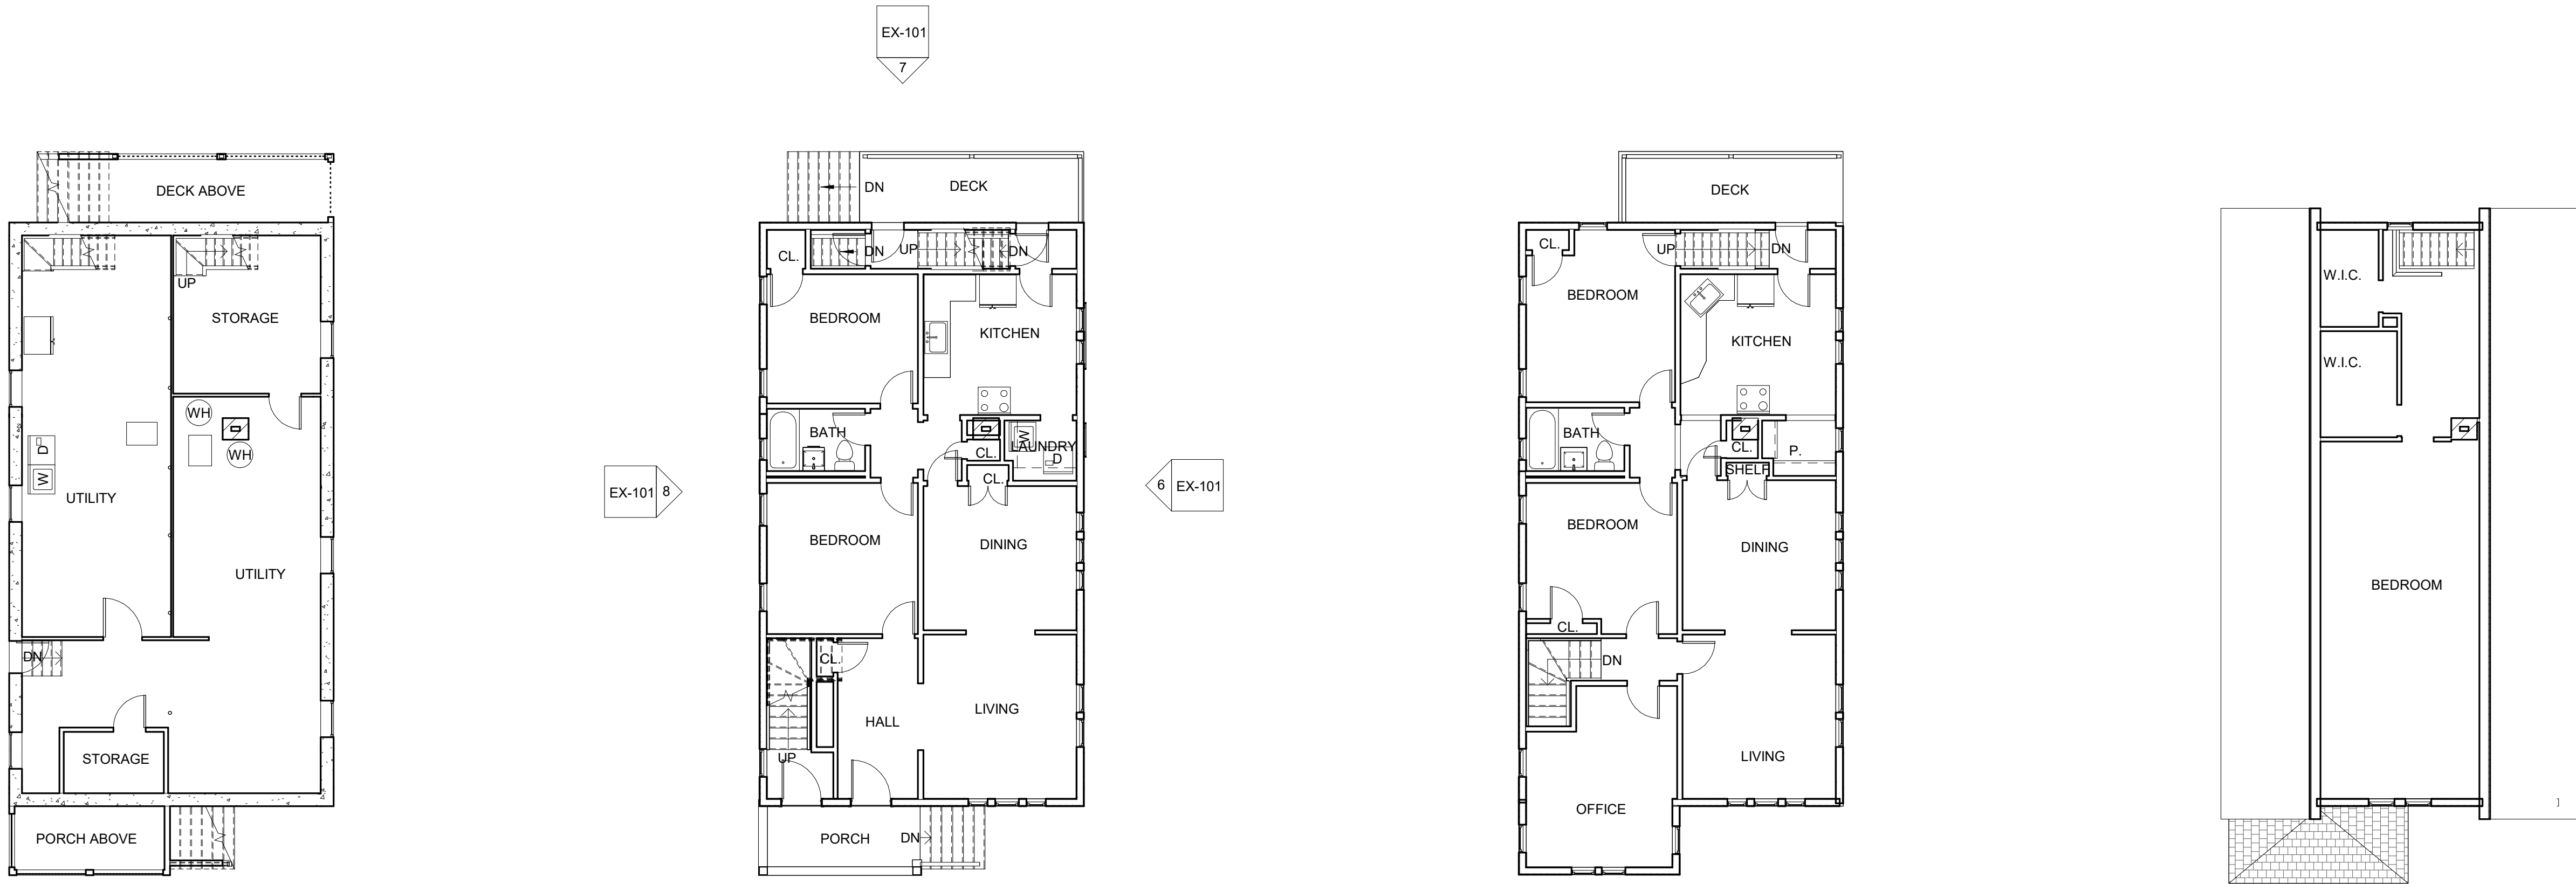 EX-101
7
DECK ABOVE
UP
STORAGE
WH
WH
D
W
UTILITY
UTILITY
DN
STORAGE
PORCH ABOVE
EX-101
8
DN
DECK
CL.
DN
UP
DN
BEDROOM
KITCHEN
BATH
W
LAUNDRY
D
CL.
CL.
BEDROOM
DINING
CL.
HALL
LIVING
UP
PORCH
DN
6
EX-101
DECK
CL.
UP
DN
BEDROOM
KITCHEN
BATH
CL.
P.
SHELF
BEDROOM
DINING
CL.
DN
LIVING
OFFICE
W.I.C.
W.I.C.
BEDROOM